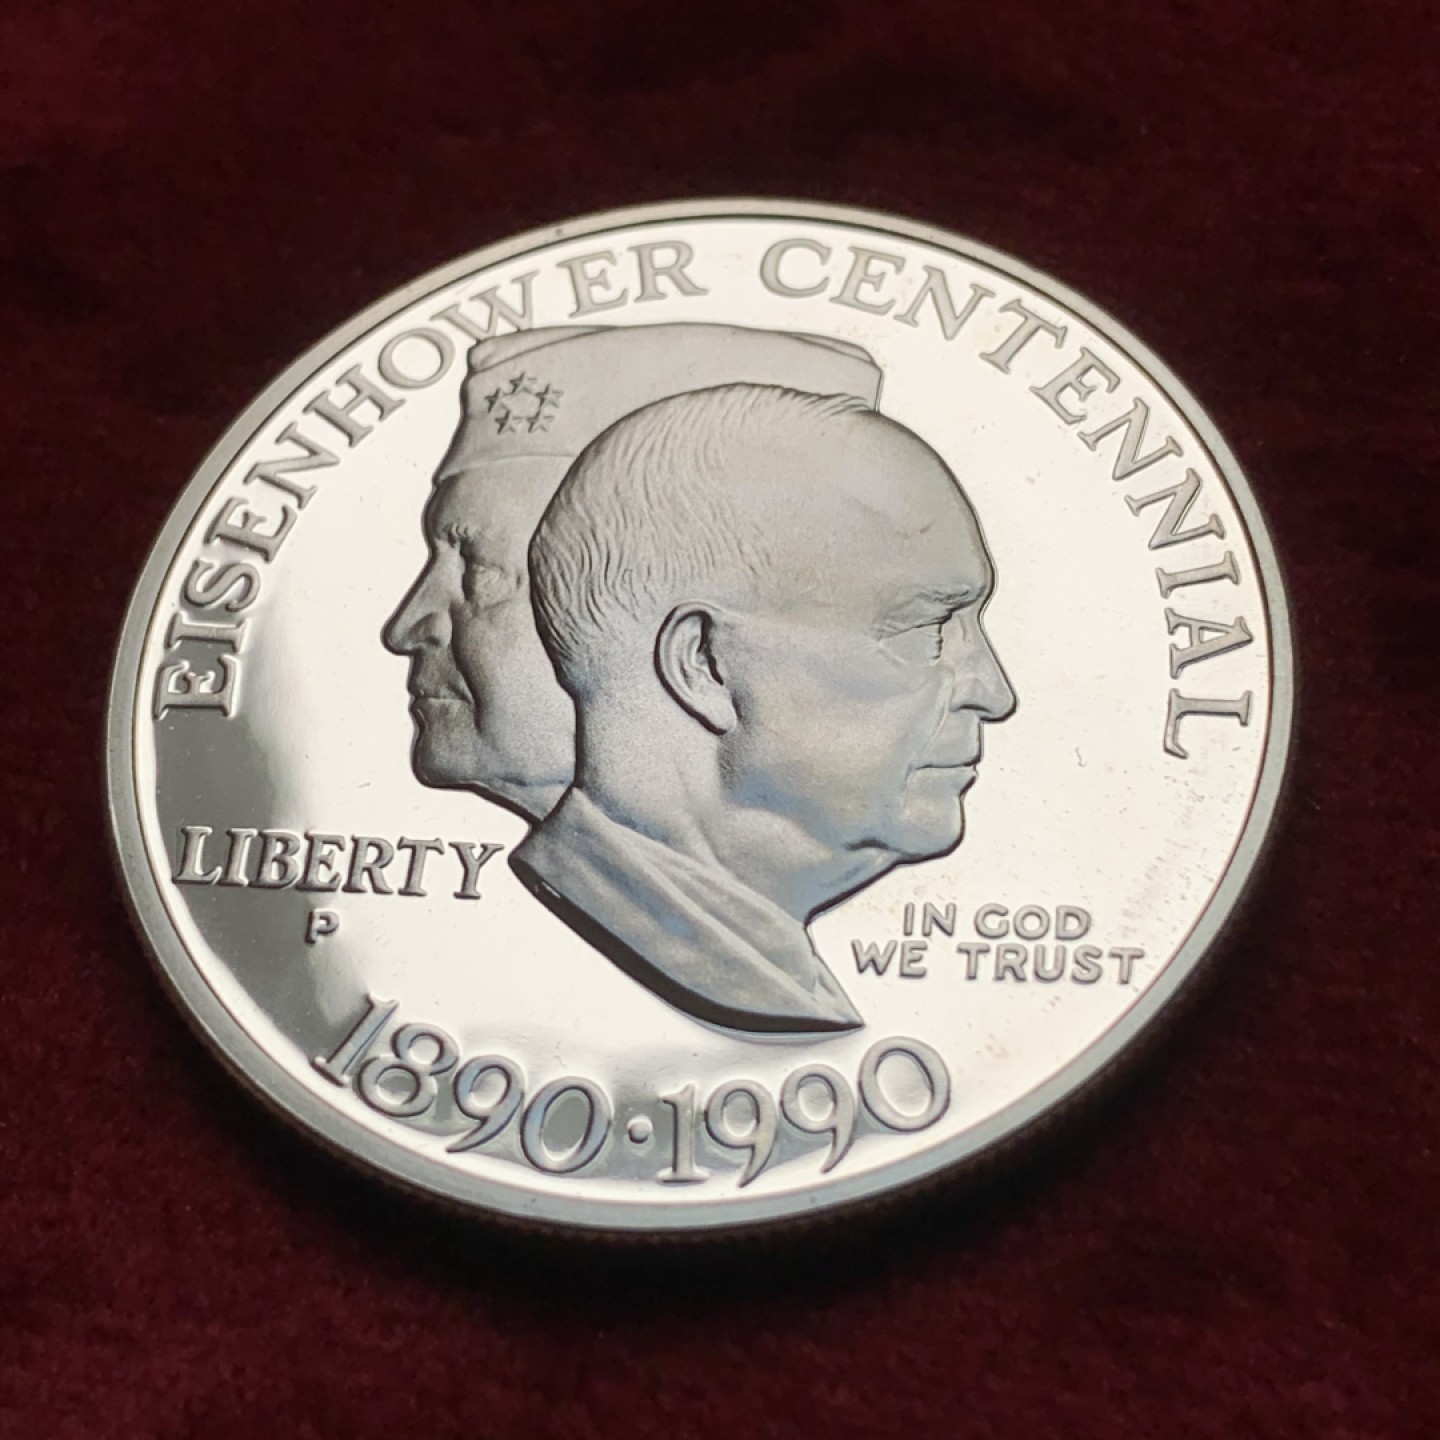 EISENHOWER CENTENNIAL
LIBERTY
P
IN GOD
WE TRUST
1890·1990